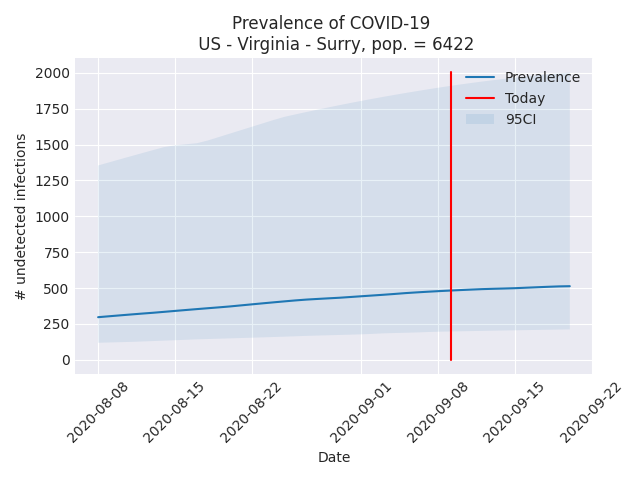 Prevalence of COVID-19
US - Virginia - Surry, pop. = 6422
2000
1750
1500
1250
1000
750
500
250
0
# undetected infections
Prevalence
Today
95CI
2020-08-08
2020-08-15
2020-08-22
2020-09-01
2020-09-08
2020-09-15
2020-09-22
Date